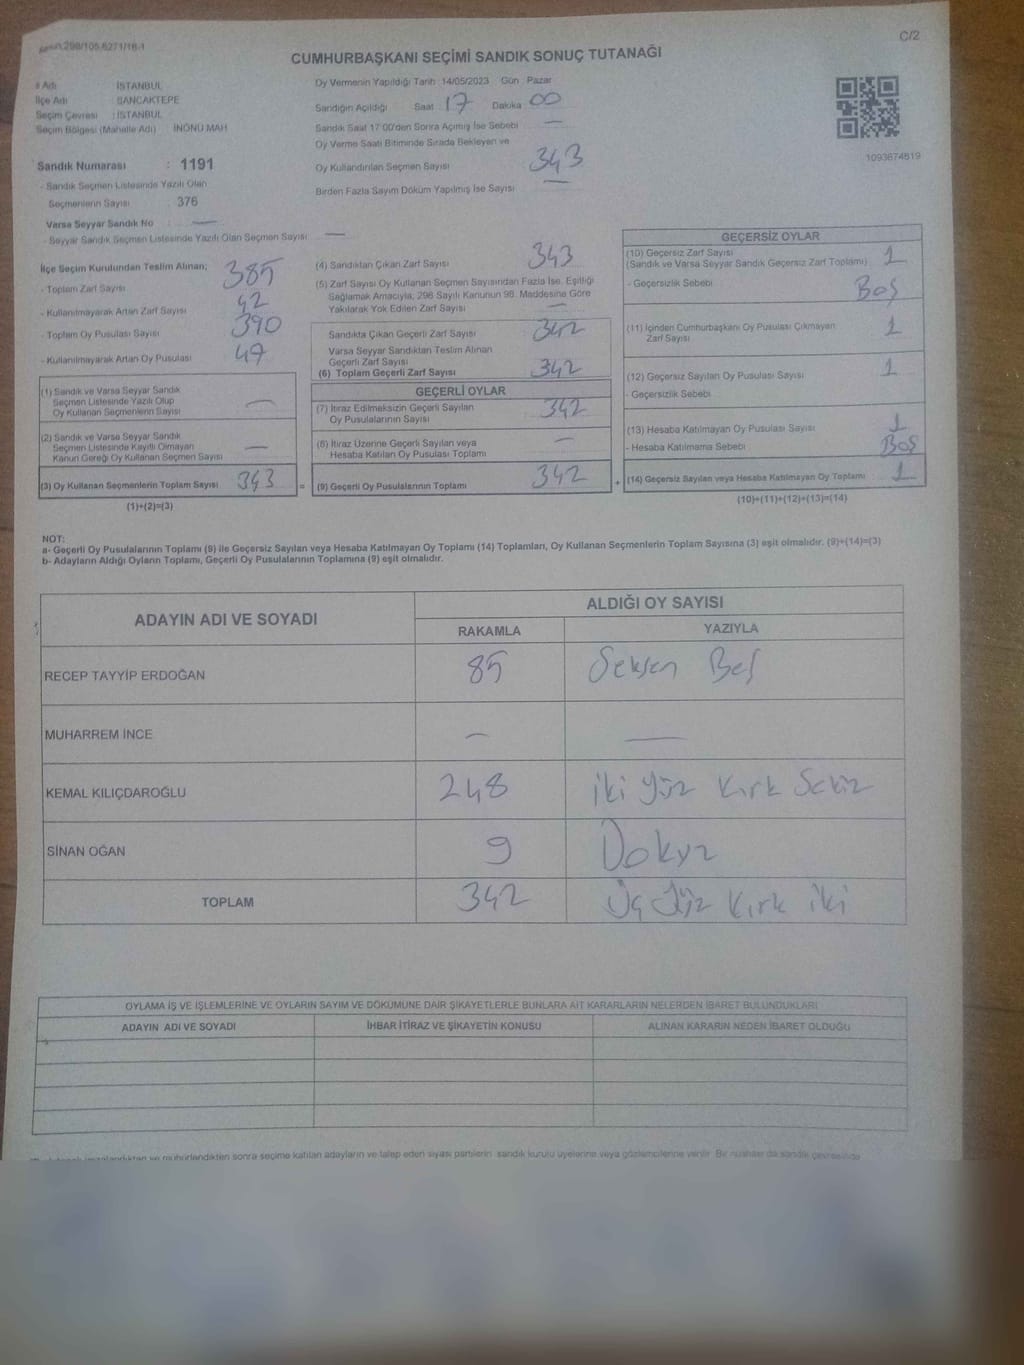 298/105,6271/16-1
C/2
CUMHURBAŞKANI SEÇİMİ SANDIK SONUÇ TUTANAĞI
İl Adı : İSTANBUL
İlçe Adı : SANCAKTEPE
Seçim Çevresi : İSTANBUL
Seçim Bölgesi (Mahalle Adı) İNÖNÜ MAH
Sandık Numarası : 1191
- Sandık Seçmen Listesinde Yazılı Olan
Seçmenlerin Sayısı : 376
Varsa Seyyar Sandık No : —
- Seyyar Sandık Seçmen Listesinde Yazılı Olan Seçmen Sayısı : —
Oy Vermenin Yapıldığı Tarih :14/05/2023 Gün : Pazar
Sandığın Açıldığı Saat 17 Dakika 00
Sandık Saat 17:00'den Sonra Açılmış İse Sebebi —
Oy Verme Saati Bitiminde Sırada Bekleyen ve
Oy Kullandırılan Seçmen Sayısı 343
Birden Fazla Sayım Döküm Yapılmış İse Sayısı —
1093874819
İlçe Seçim Kurulundan Teslim Alınan;
- Toplam Zarf Sayısı 385
- Kullanılmayarak Artan Zarf Sayısı 42
- Toplam Oy Pusulası Sayısı 390
- Kullanılmayarak Artan Oy Pusulası 47
(1) Sandık ve Varsa Seyyar Sandık
Seçmen Listesinde Yazılı Olup
Oy Kullanan Seçmenlerin Sayısı —
(2) Sandık ve Varsa Seyyar Sandık
Seçmen Listesinde Kayıtlı Olmayan
Kanun Gereği Oy Kullanan Seçmen Sayısı —
(3) Oy Kullanan Seçmenlerin Toplam Sayısı 343 =
(1)+(2)=(3)
(4) Sandıktan Çıkan Zarf Sayısı 343
(5) Zarf Sayısı Oy Kullanan Seçmen Sayısından Fazla İse, Eşitliği
Sağlamak Amacıyla, 298 Sayılı Kanunun 98. Maddesine Göre
Yakılarak Yok Edilen Zarf Sayısı —
Sandıkta Çıkan Geçerli Zarf Sayısı 342
Varsa Seyyar Sandıktan Teslim Alınan
Geçerli Zarf Sayısı
(6) Toplam Geçerli Zarf Sayısı 342
GEÇERLİ OYLAR
(7) İtiraz Edilmeksizin Geçerli Sayılan
Oy Pusulalarının Sayısı 342
(8) İtiraz Üzerine Geçerli Sayılan veya
Hesaba Katılan Oy Pusulası Toplamı —
(9) Geçerli Oy Pusulalarının Toplamı 342 +
GEÇERSİZ OYLAR
(10) Geçersiz Zarf Sayısı
(Sandık ve Varsa Seyyar Sandık Geçersiz Zarf Toplamı) 1
- Geçersizlik Sebebi : Boş
(11) İçinden Cumhurbaşkanı Oy Pusulası Çıkmayan
Zarf Sayısı 1
(12) Geçersiz Sayılan Oy Pusulası Sayısı 1
- Geçersizlik Sebebi
(13) Hesaba Katılmayan Oy Pusulası Sayısı 1
- Hesaba Katılmama Sebebi Boş
(14) Geçersiz Sayılan veya Hesaba Katılmayan Oy Toplamı : 1
(10)+(11)+(12)+(13)=(14)
NOT:
a- Geçerli Oy Pusulalarının Toplamı (9) ile Geçersiz Sayılan veya Hesaba Katılmayan Oy Toplamı (14) Toplamları, Oy Kullanan Seçmenlerin Toplam Sayısına (3) eşit olmalıdır. (9)+(14)=(3)
b- Adayların Aldığı Oyların Toplamı, Geçerli Oy Pusulalarının Toplamına (9) eşit olmalıdır.
ADAYIN ADI VE SOYADI ALDIĞI OY SAYISI
RAKAMLA YAZIYLA
RECEP TAYYİP ERDOĞAN 85 Seksen Beş
MUHARREM İNCE — —
KEMAL KILIÇDAROĞLU 248 İki Yüz Kırk Sekiz
SİNAN OĞAN 9 Dokuz
TOPLAM 342 Üç Yüz Kırk iki
OYLAMA İŞ VE İŞLEMLERİNE VE OYLARIN SAYIM VE DÖKÜMÜNE DAİR ŞİKAYETLERLE BUNLARA AİT KARARLARIN NELERDEN İBARET BULUNDUKLARI
ADAYIN ADI VE SOYADI İHBAR İTİRAZ VE ŞİKAYETİN KONUSU ALINAN KARARIN NEDEN İBARET OLDUĞU
imzalandıktan ve mühürlendikten sonra seçime katılan adayların ve talep eden siyasi partilerin sandık kurulu üyelerine veya gözlemcilerine verilir. Bir nüshası da sandık çevresinde